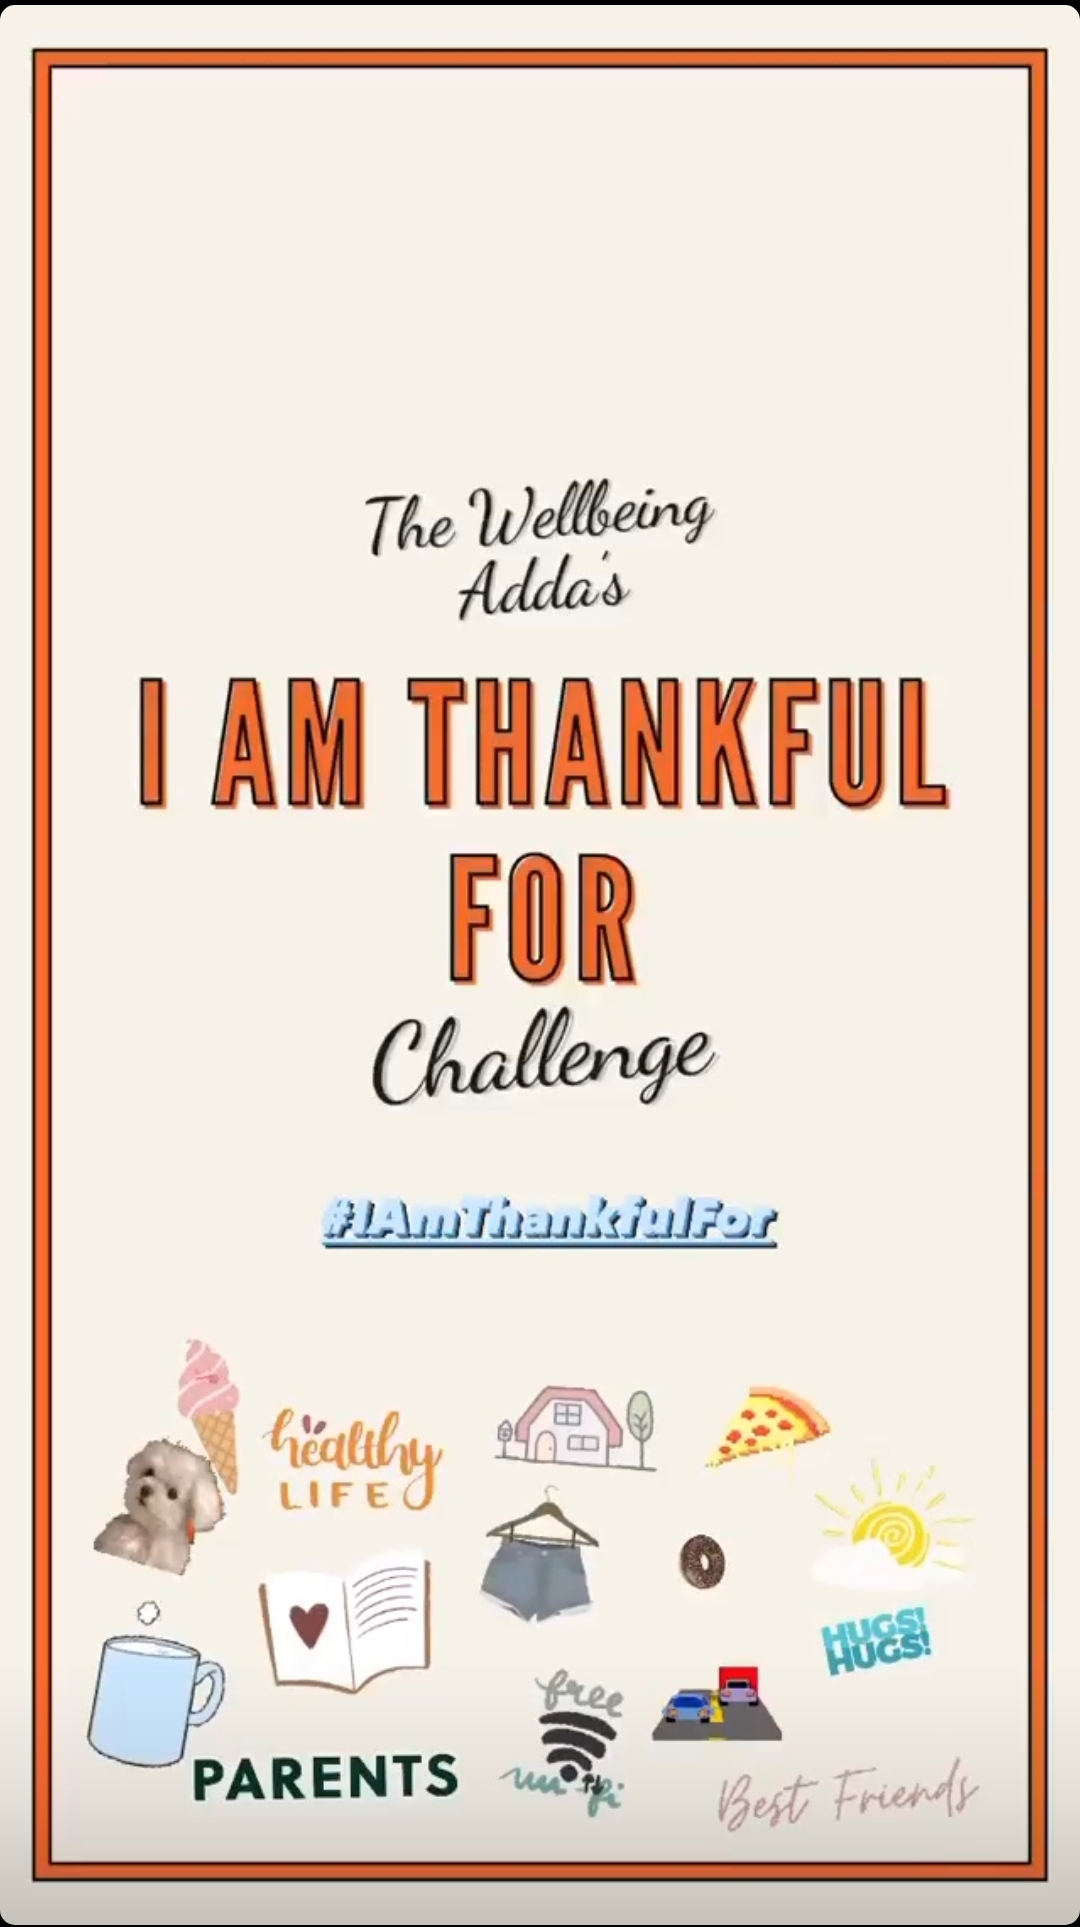 The Wellbeing
Adda's
I AM THANKFUL
FOR
Challenge
#IAmThankfulFor
healthy
LIFE
HUGS!
HUGS!
free
wi fi
PARENTS
Best Friends